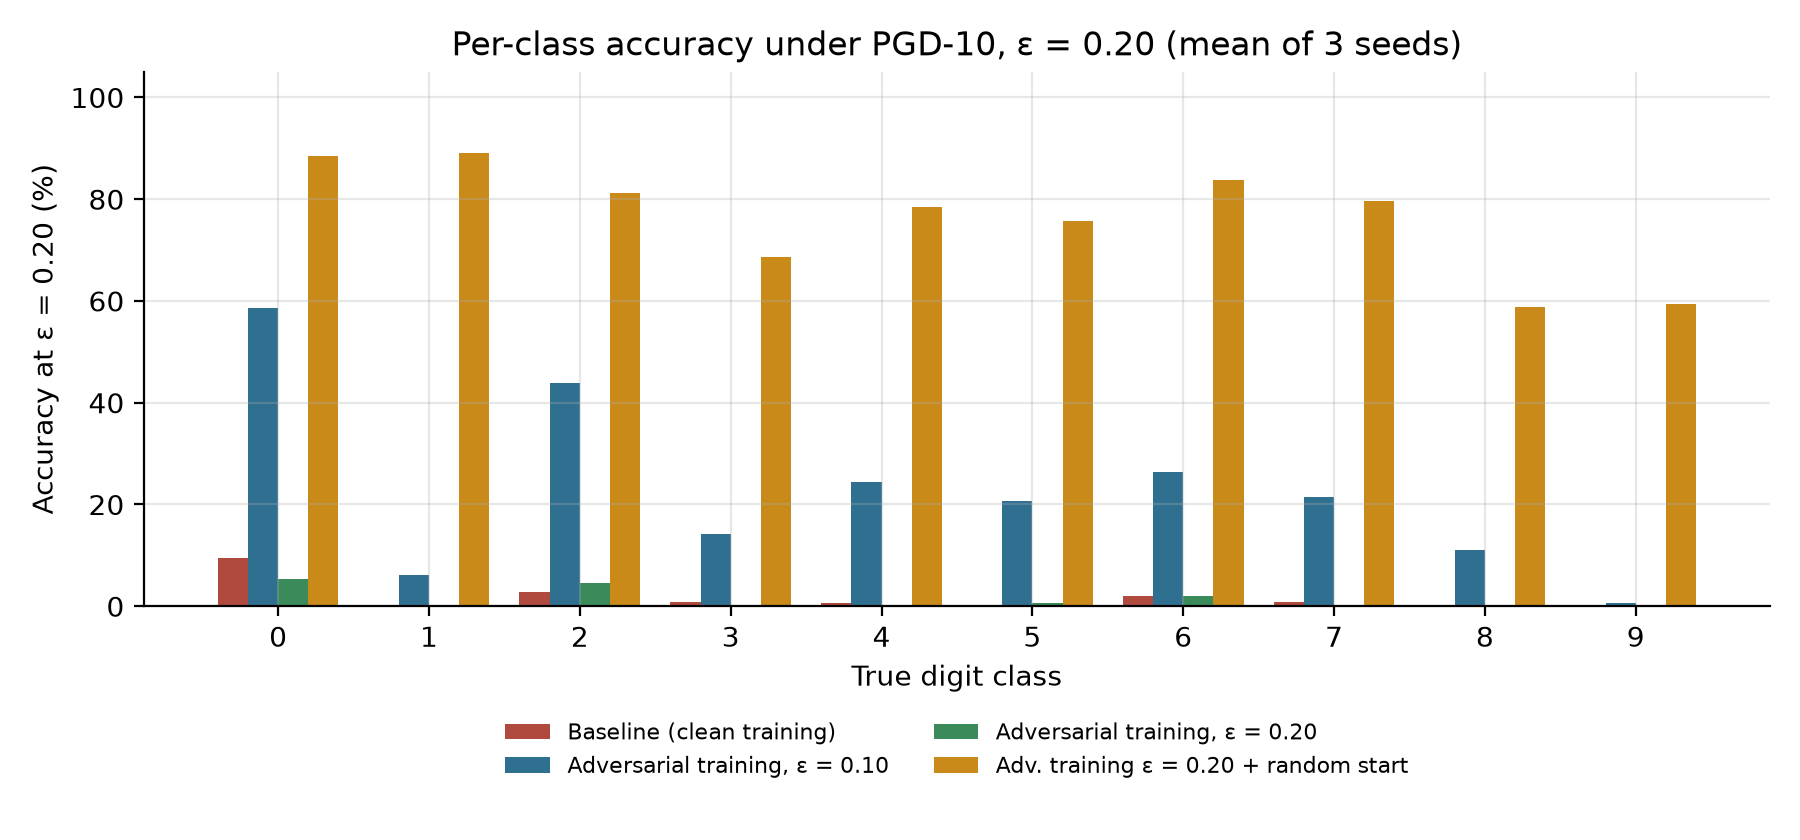 Per-class accuracy under PGD-10, ε = 0.20 (mean of 3 seeds)
Accuracy at ε = 0.20 (%)
100
80
60
40
20
0
0 1 2 3 4 5 6 7 8 9
True digit class
Baseline (clean training)
Adversarial training, ε = 0.10
Adversarial training, ε = 0.20
Adv. training ε = 0.20 + random start